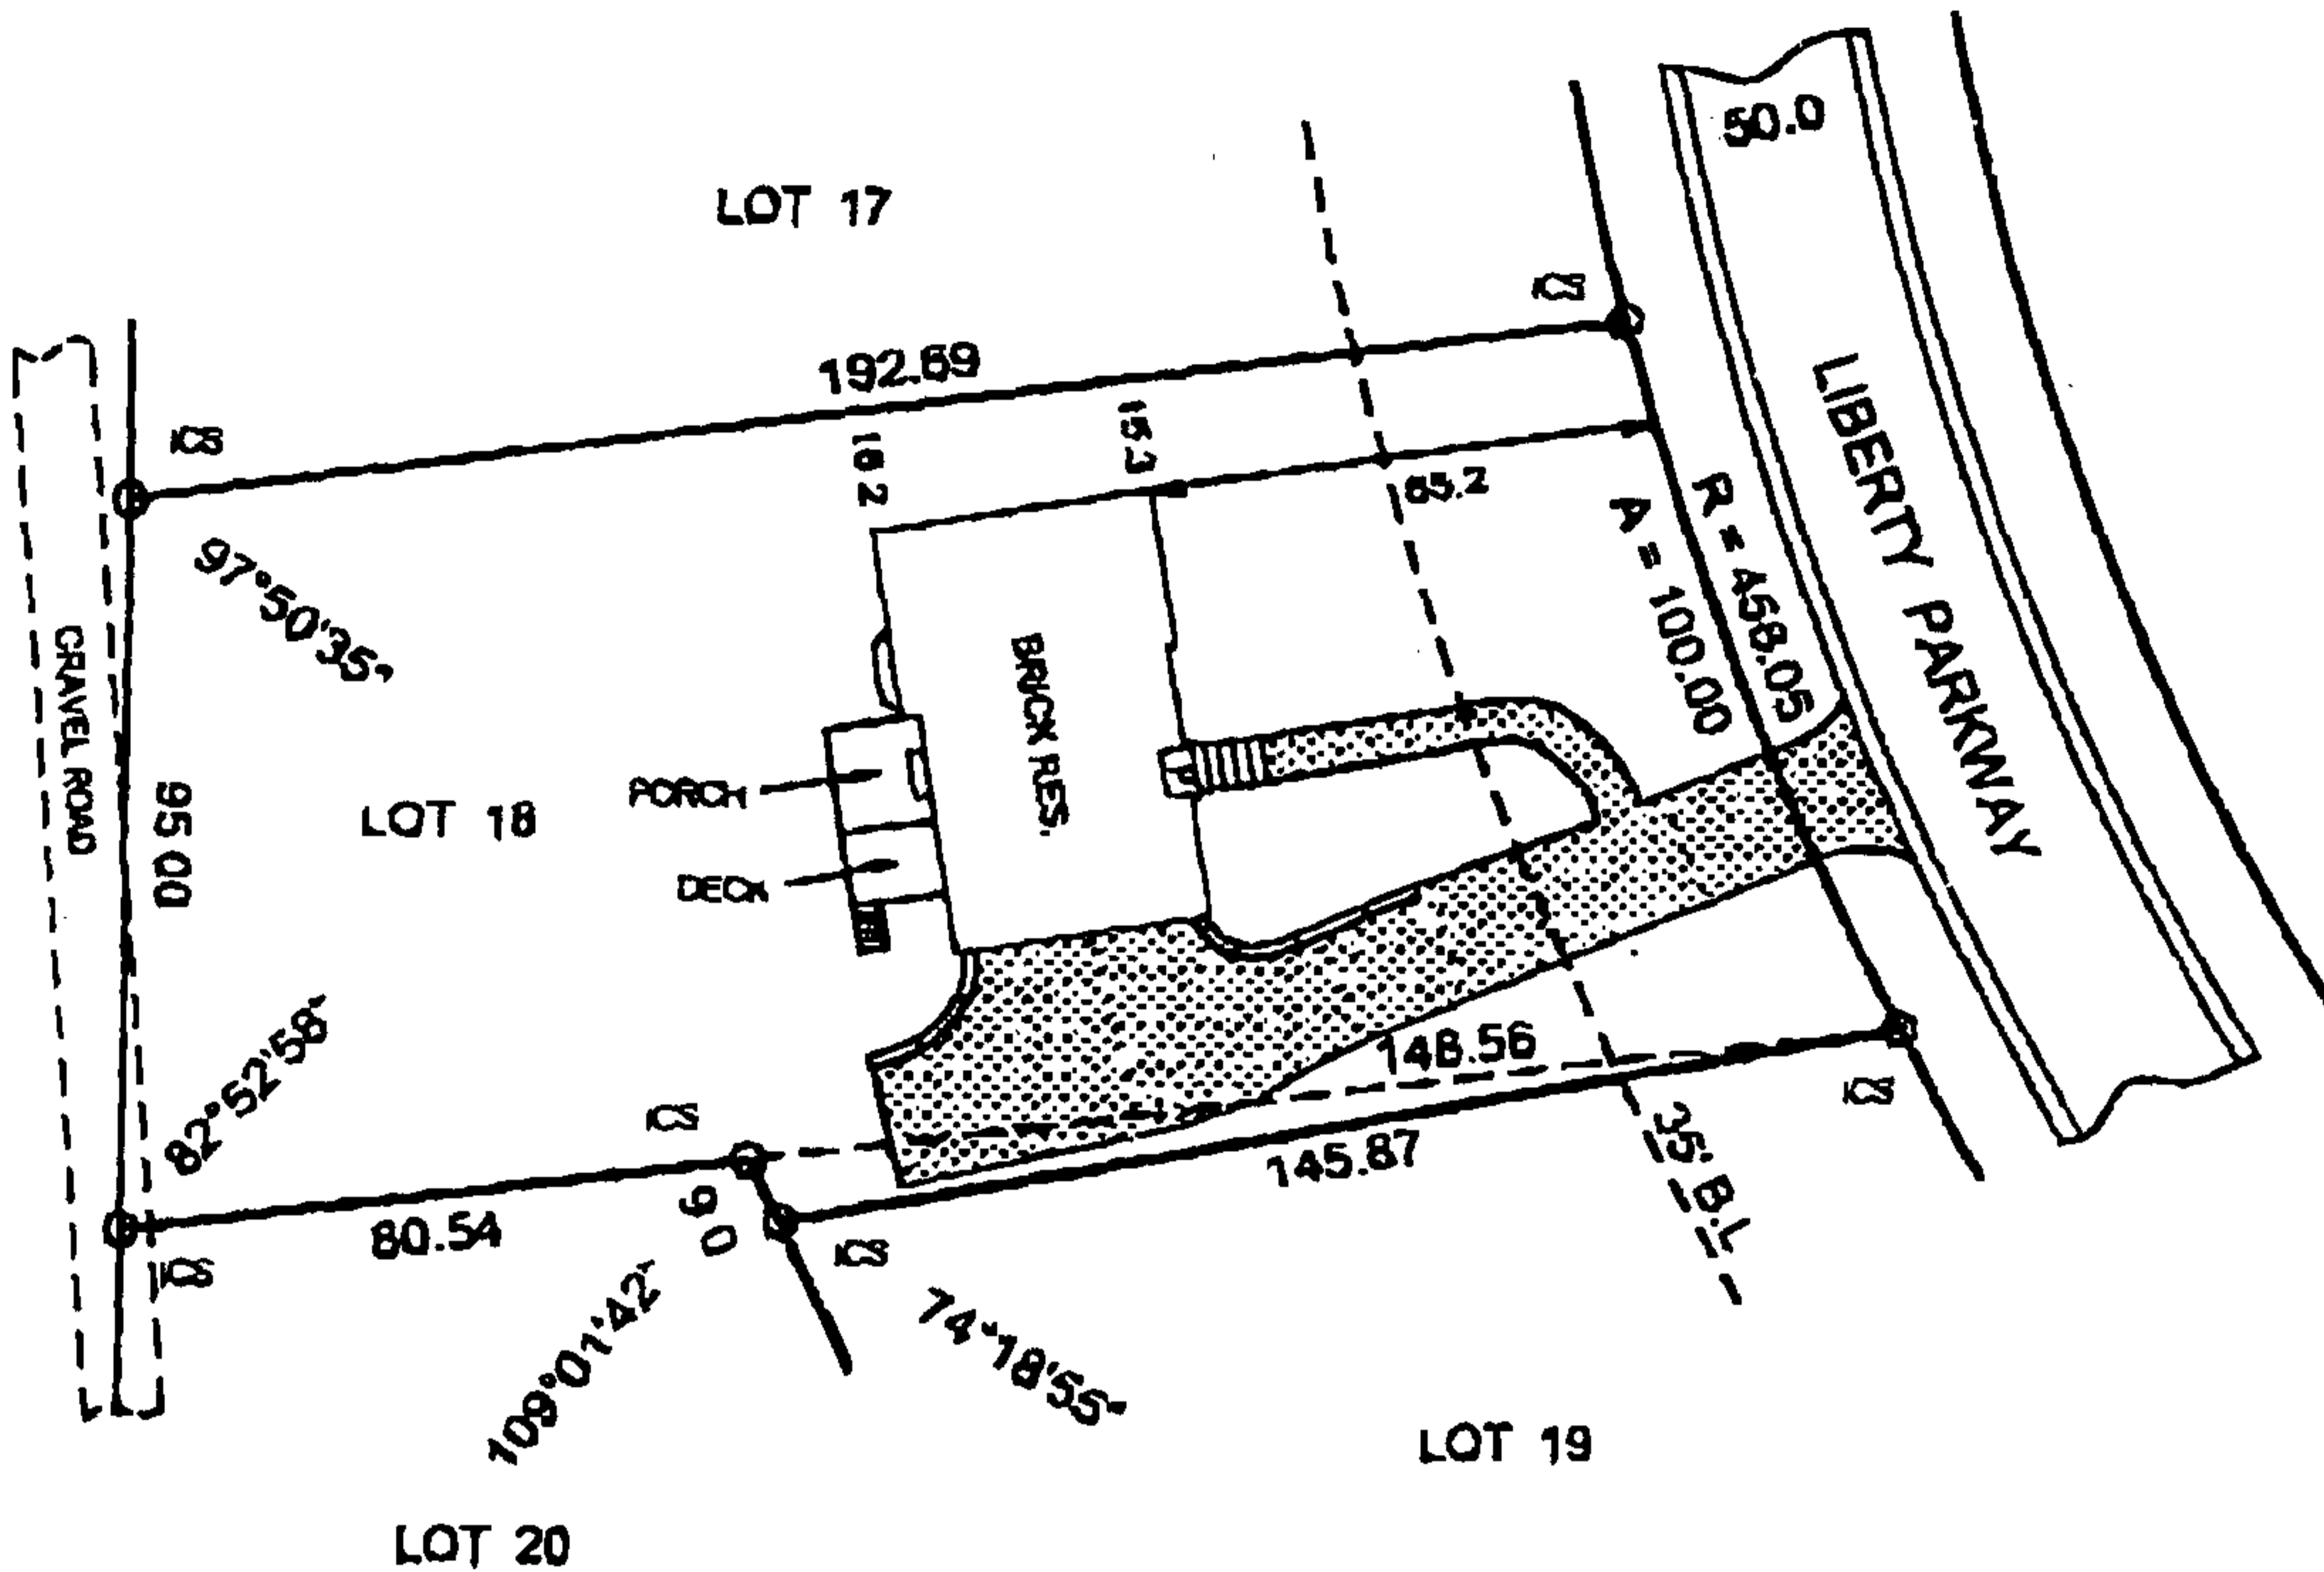 50.0
LOT 17
ICS
192.69
LIBERTY PARKWAY
ICS
16.2
15.3
65.2
R = 458.05
A = 100.00
97°50'35"
GRAVEL ROAD
BRICK RES.
95.00
LOT 18
PORCH
DECK
82°52'58"
148.56
ICS
ICS
145.87
35' B.L.
9.0
80.54
ICS
ICS
109°07'42"
74°18'55"
LOT 19
LOT 20